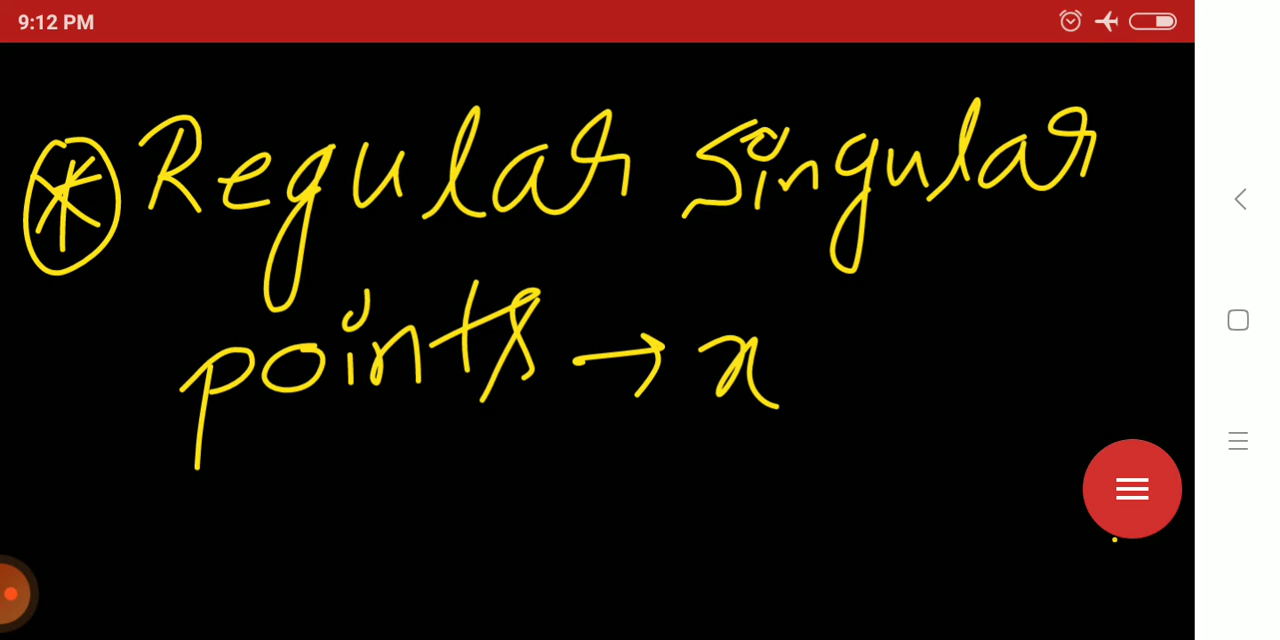 9:12 PM
* Regular singular
points → x